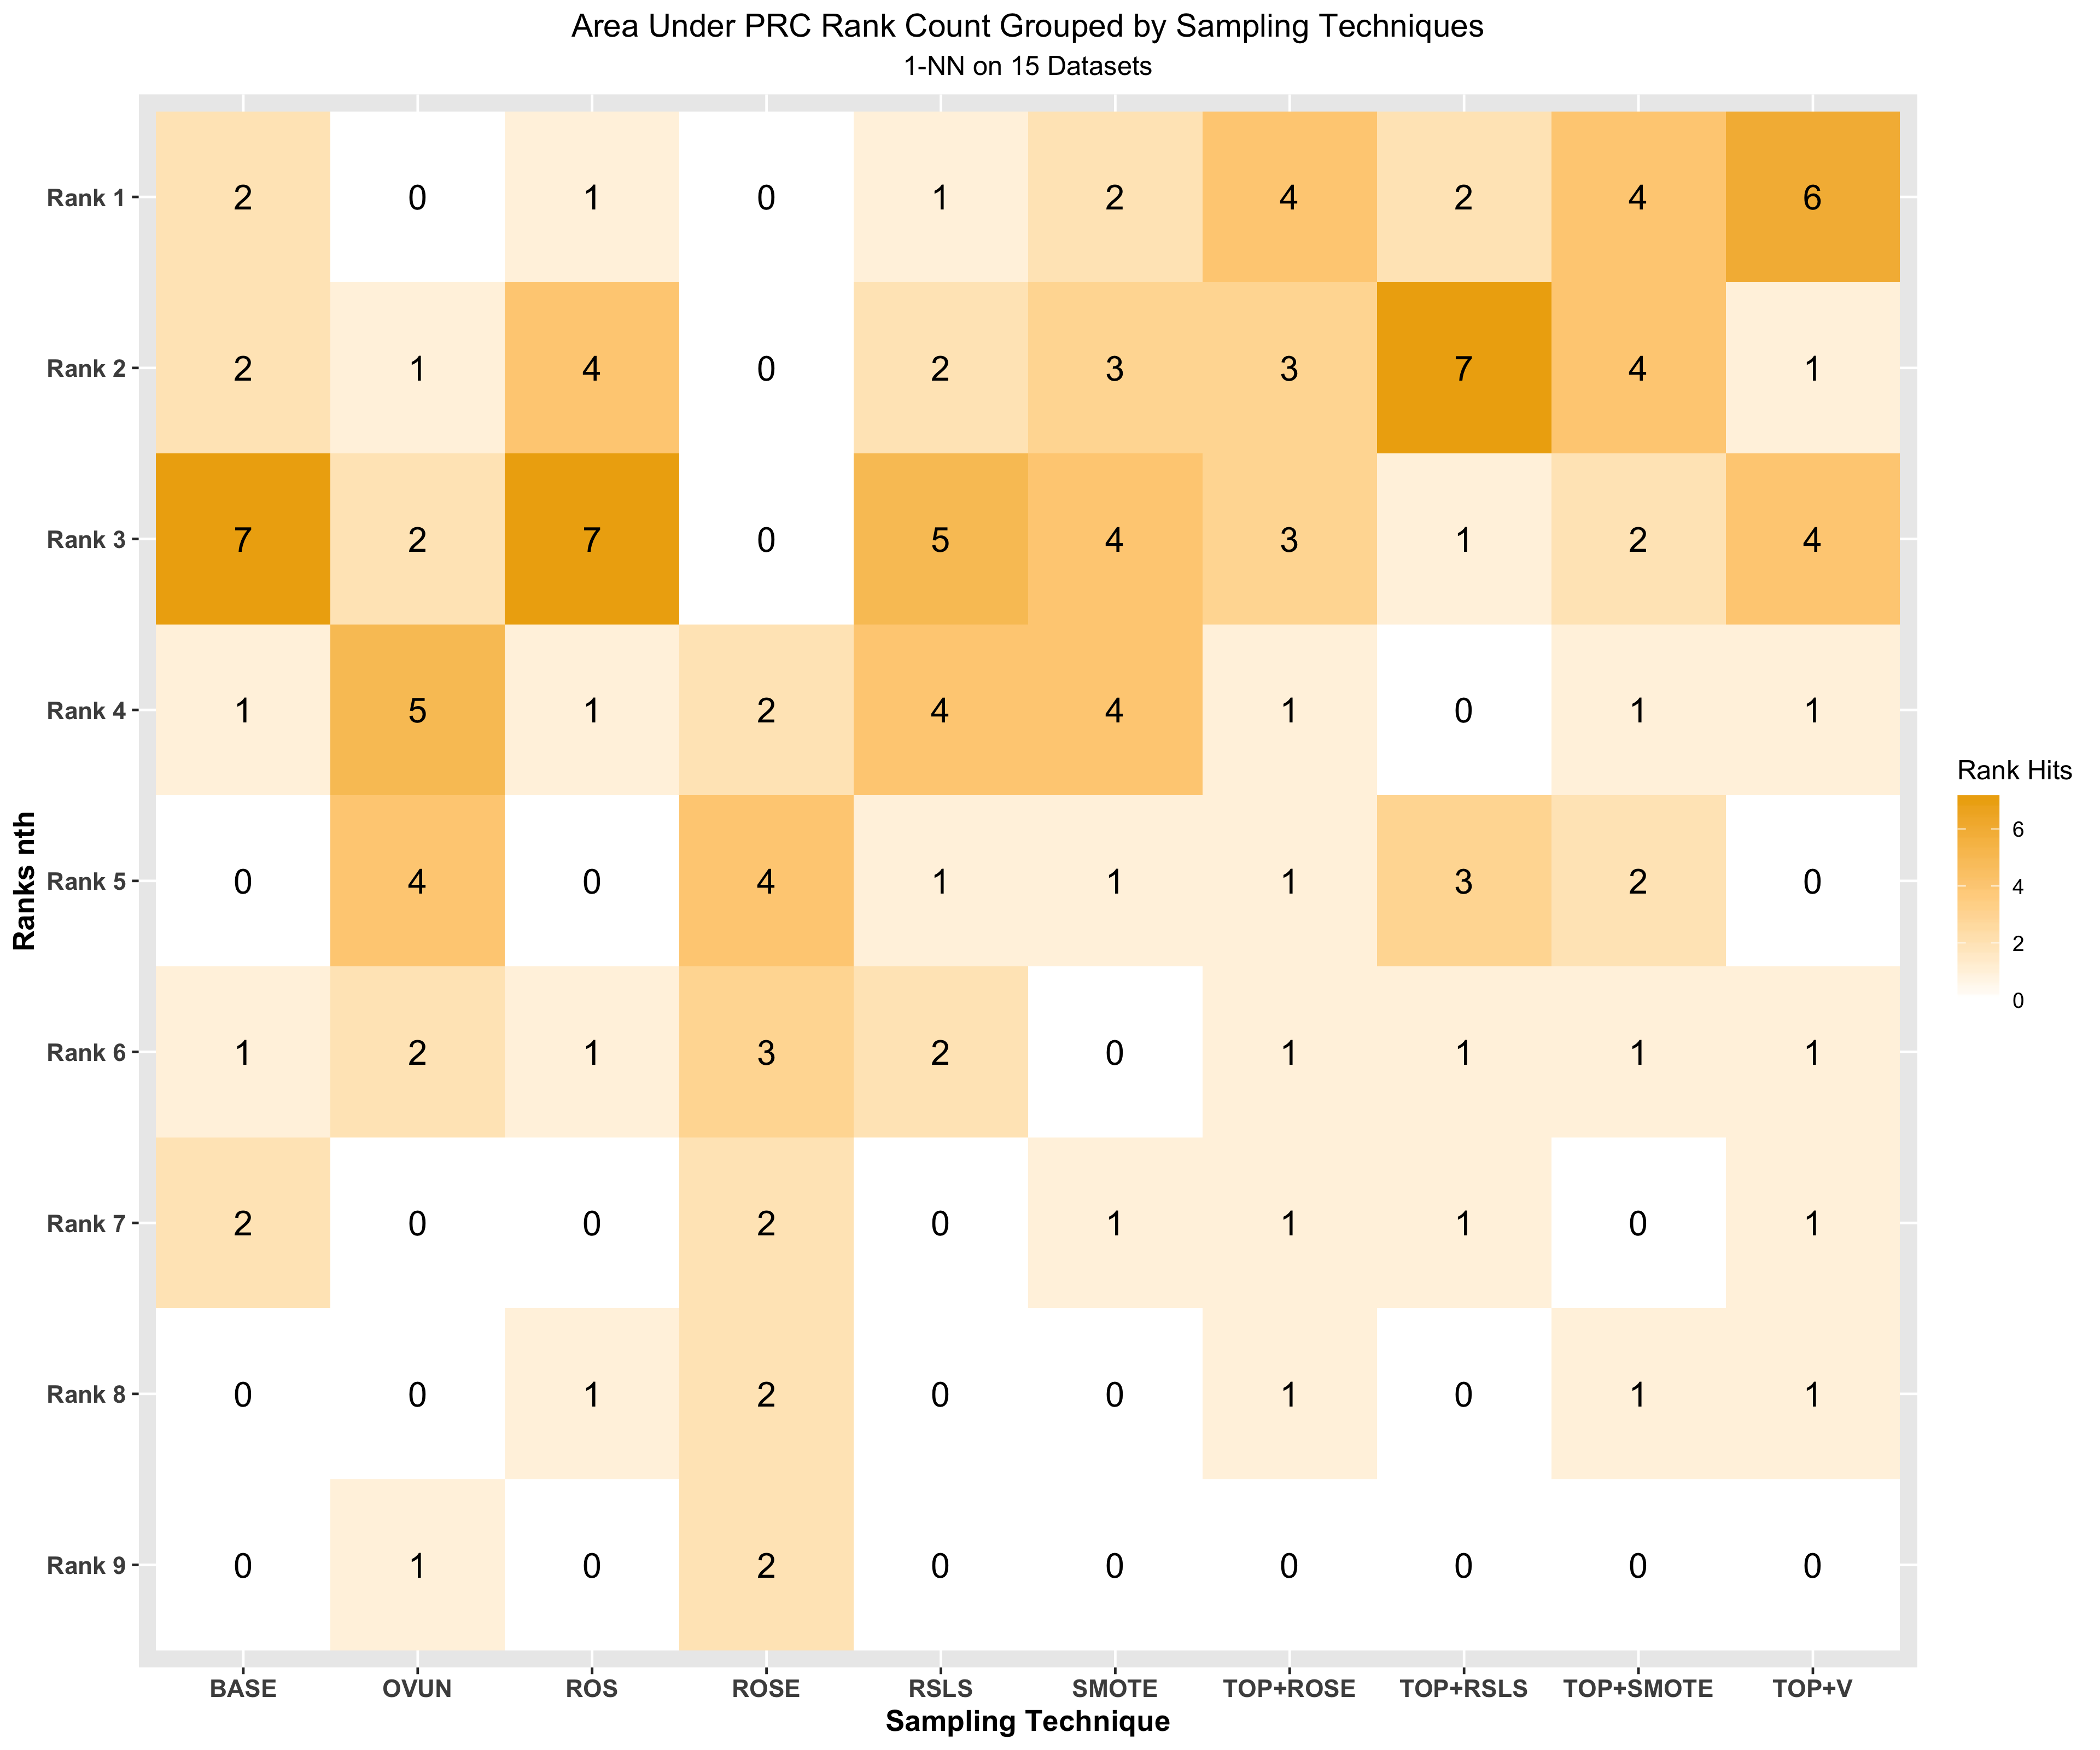 Area Under PRC Rank Count Grouped by Sampling Techniques
1-NN on 15 Datasets
Rank 1 2 0 1 0 1 2 4 2 4 6
Rank 2 2 1 4 0 2 3 3 7 4 1
Rank 3 7 2 7 0 5 4 3 1 2 4
Rank 4 1 5 1 2 4 4 1 0 1 1
Rank 5 0 4 0 4 1 1 1 3 2 0
Rank 6 1 2 1 3 2 0 1 1 1 1
Rank 7 2 0 0 2 0 1 1 1 0 1
Rank 8 0 0 1 2 0 0 1 0 1 1
Rank 9 0 1 0 2 0 0 0 0 0 0
BASE OVUN ROS ROSE RSLS SMOTE TOP+ROSE TOP+RSLS TOP+SMOTE TOP+V
Sampling Technique
Ranks nth
Rank Hits
6
4
2
0